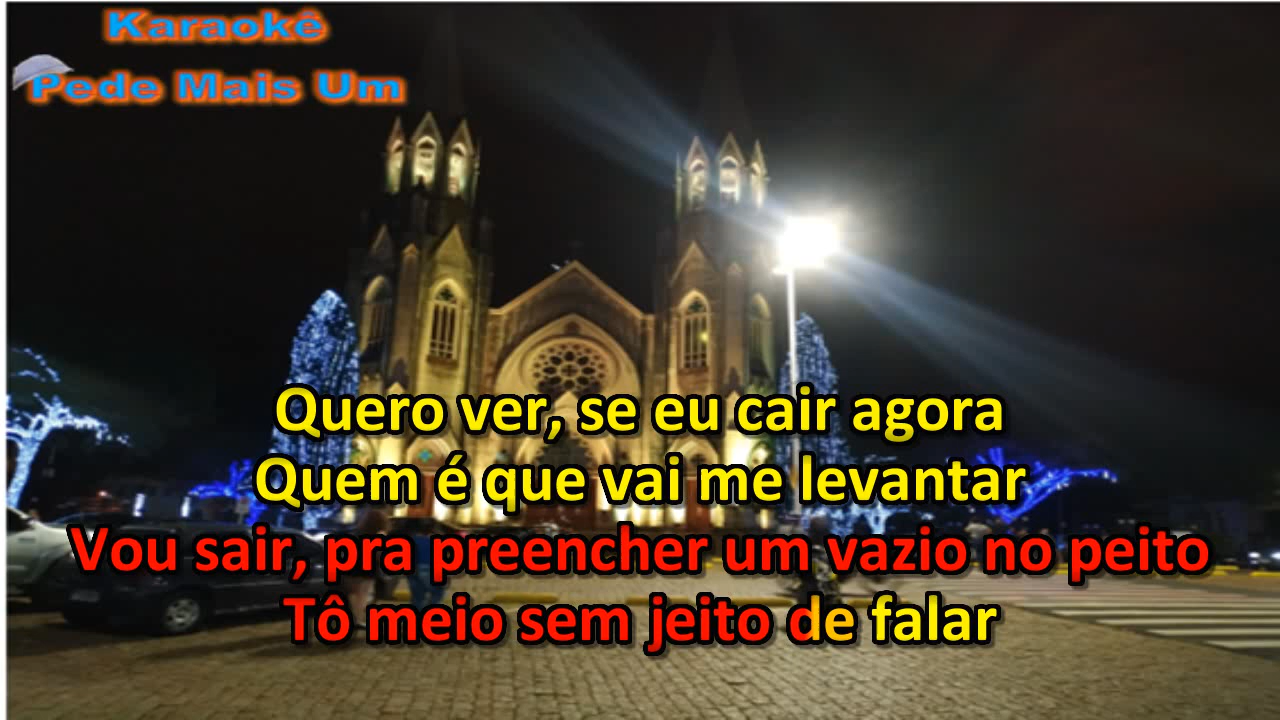 Karaokê
Pede Mais Um
Quero ver, se eu cair agora
Quem é que vai me levantar
Vou sair, pra preencher um vazio no peito
Tô meio sem jeito de falar